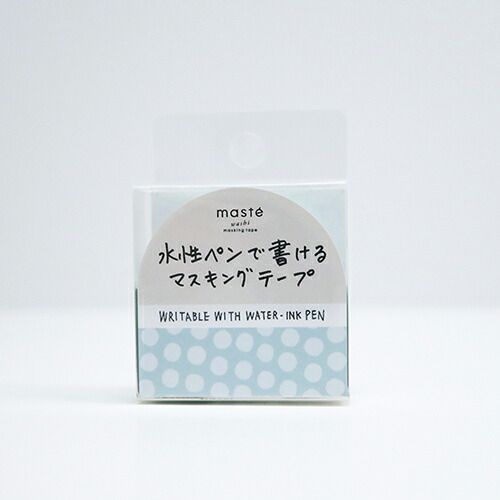 masté
washi
masking tape
水性ペンで書ける
マスキングテープ
WRITABLE WITH WATER-INK PEN